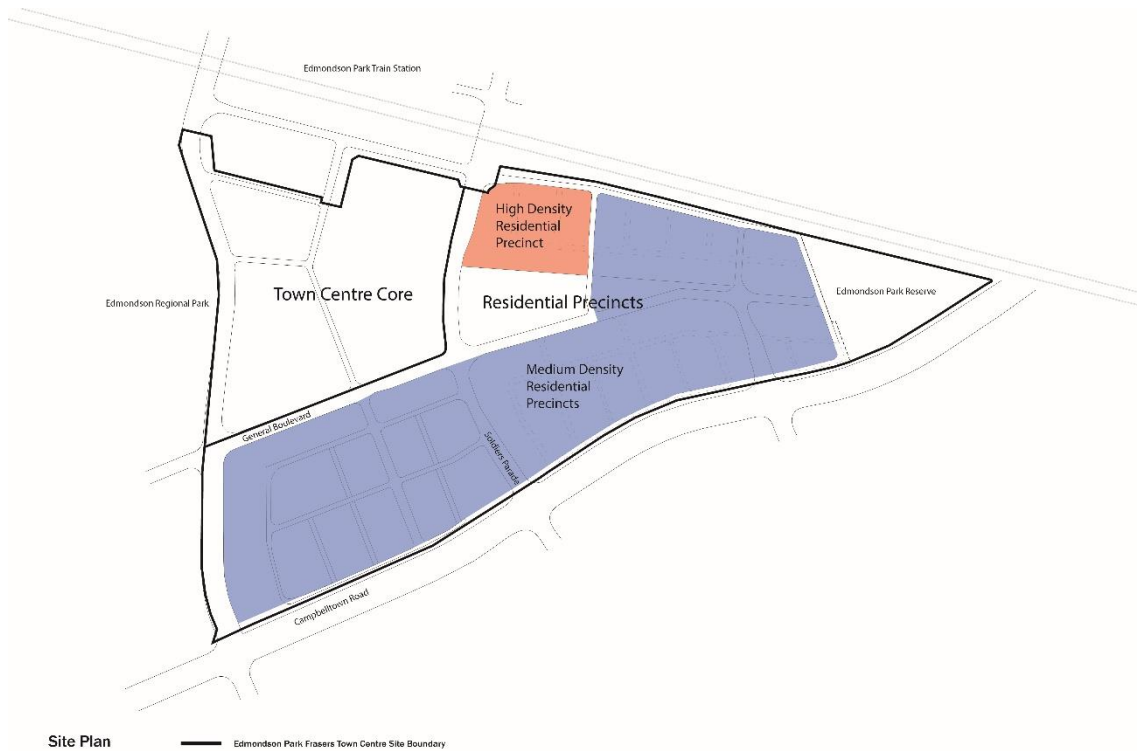 Edmondson Park Train Station
High Density
Residential
Precinct
Edmondson Regional Park
Town Centre Core
Residential Precincts
Edmondson Park Reserve
Medium Density
Residential
Precincts
General Boulevard
Soldiers Parade
Campbelltown Road
Site Plan
Edmondson Park Frasers Town Centre Site Boundary